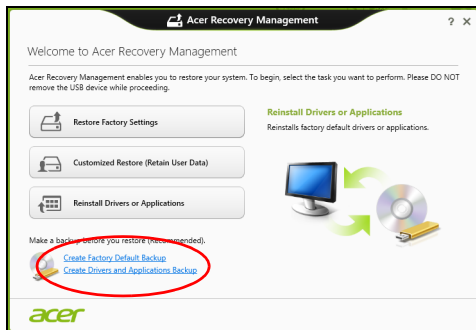 Acer Recovery Management
? X
Welcome to Acer Recovery Management
Acer Recovery Management enables you to restore your system. To begin, select the task you want to perform. Please DO NOT
remove the USB device while proceeding.
Restore Factory Settings
Customized Restore (Retain User Data)
Reinstall Drivers or Applications
Reinstall Drivers or Applications
Reinstalls factory default drivers or applications.
Make a backup before you restore (Recommended).
Create Factory Default Backup
Create Drivers and Applications Backup
acer